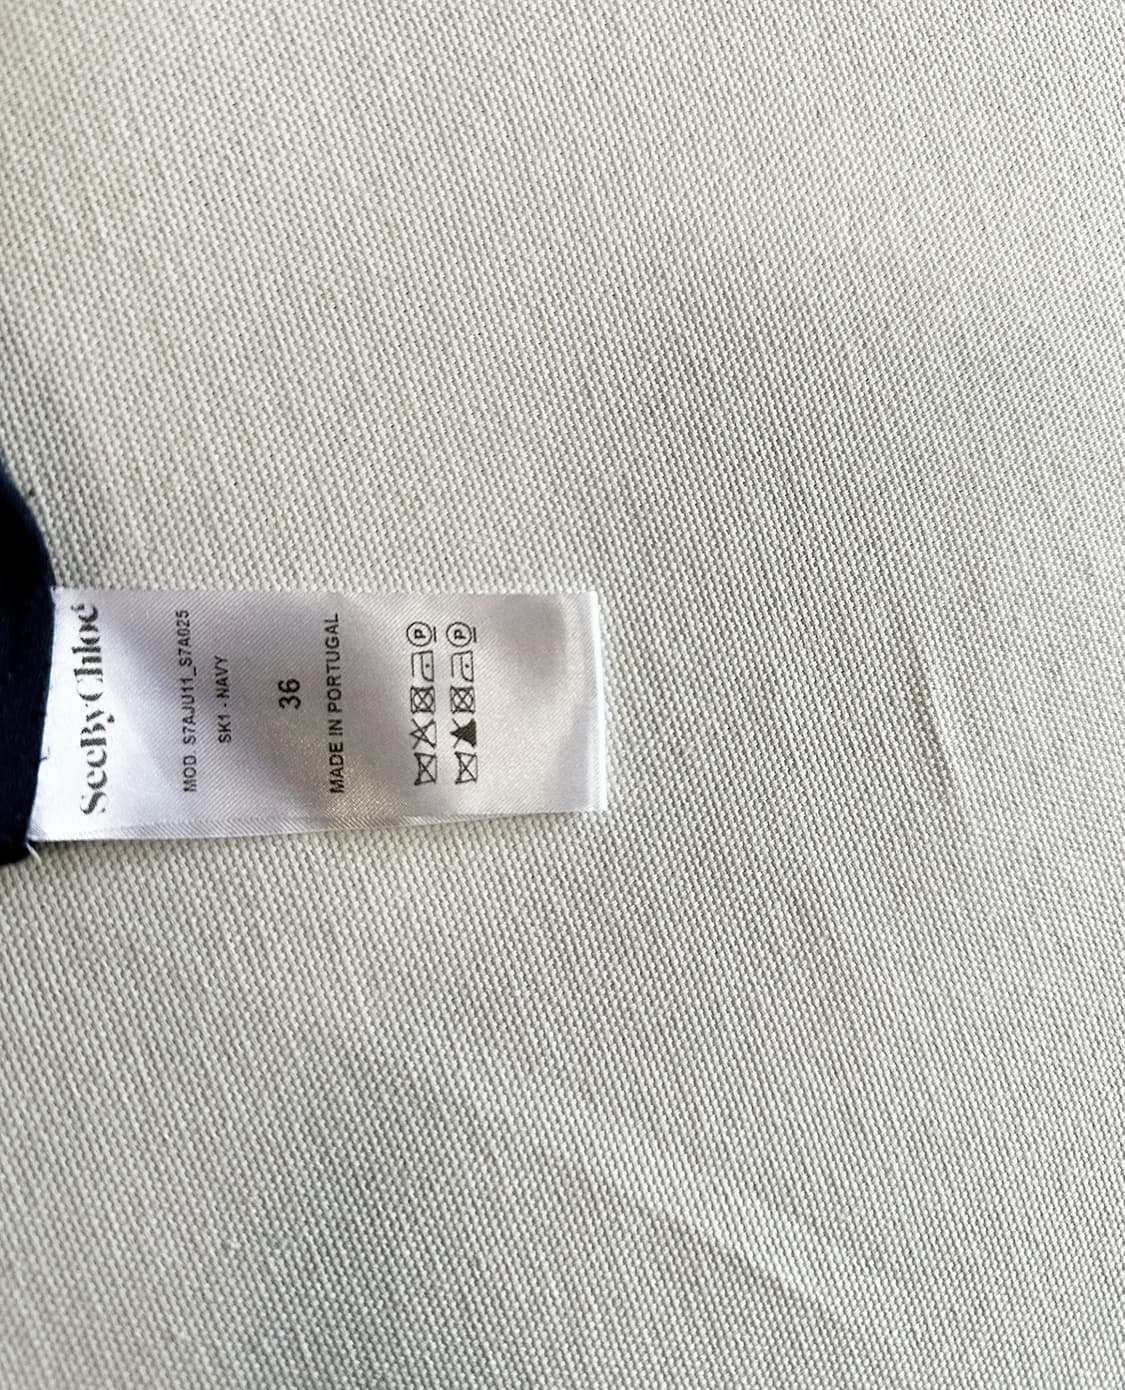 SeeByChloé
MOD. S7AJU11_S7A025
SK1 - NAVY
36
MADE IN PORTUGAL
P
P